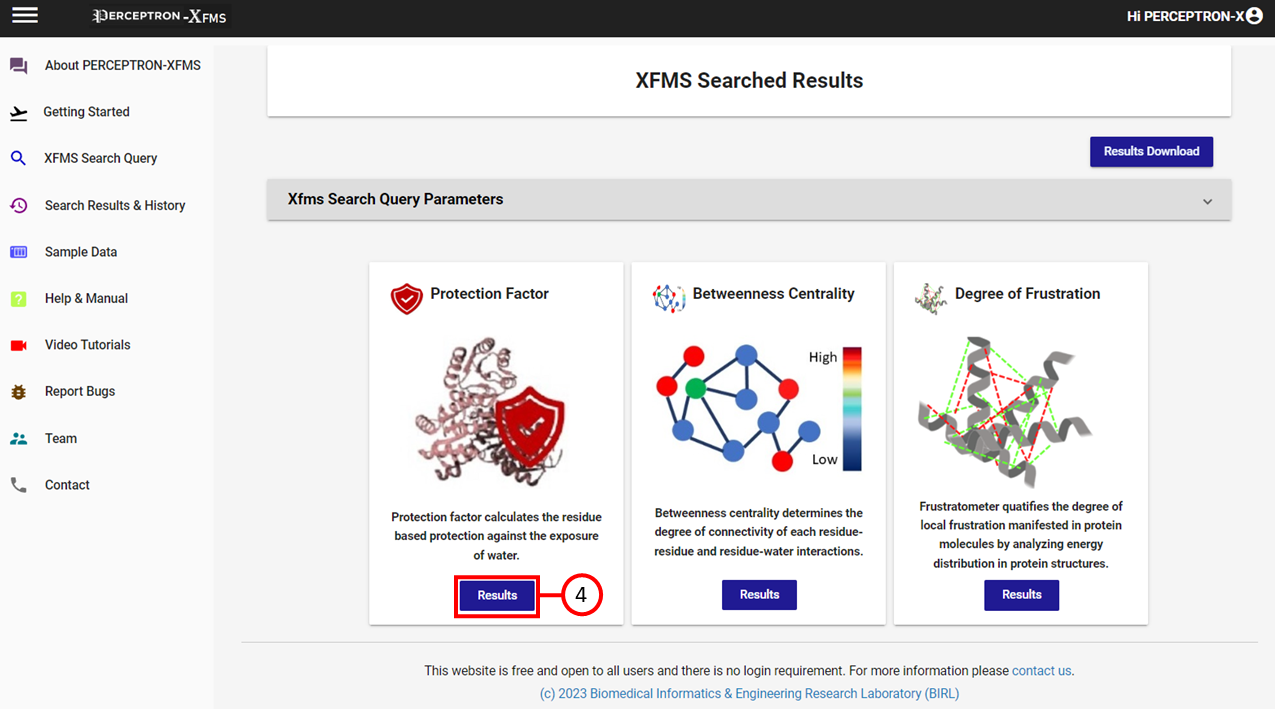 PERCEPTRON-XFMS
Hi PERCEPTRON-X
About PERCEPTRON-XFMS
Getting Started
XFMS Search Query
Search Results & History
Sample Data
Help & Manual
Video Tutorials
Report Bugs
Team
Contact
XFMS Searched Results
Results Download
Xfms Search Query Parameters
Protection Factor
Protection factor calculates the residue
based protection against the exposure
of water.
Results
4
Betweenness Centrality
High
Low
Betweenness centrality determines the
degree of connectivity of each residue-
residue and residue-water interactions.
Results
Degree of Frustration
Frustratometer quatifies the degree of
local frustration manifested in protein
molecules by analyzing energy
distribution in protein structures.
Results
This website is free and open to all users and there is no login requirement. For more information please contact us.
(c) 2023 Biomedical Informatics & Engineering Research Laboratory (BIRL)